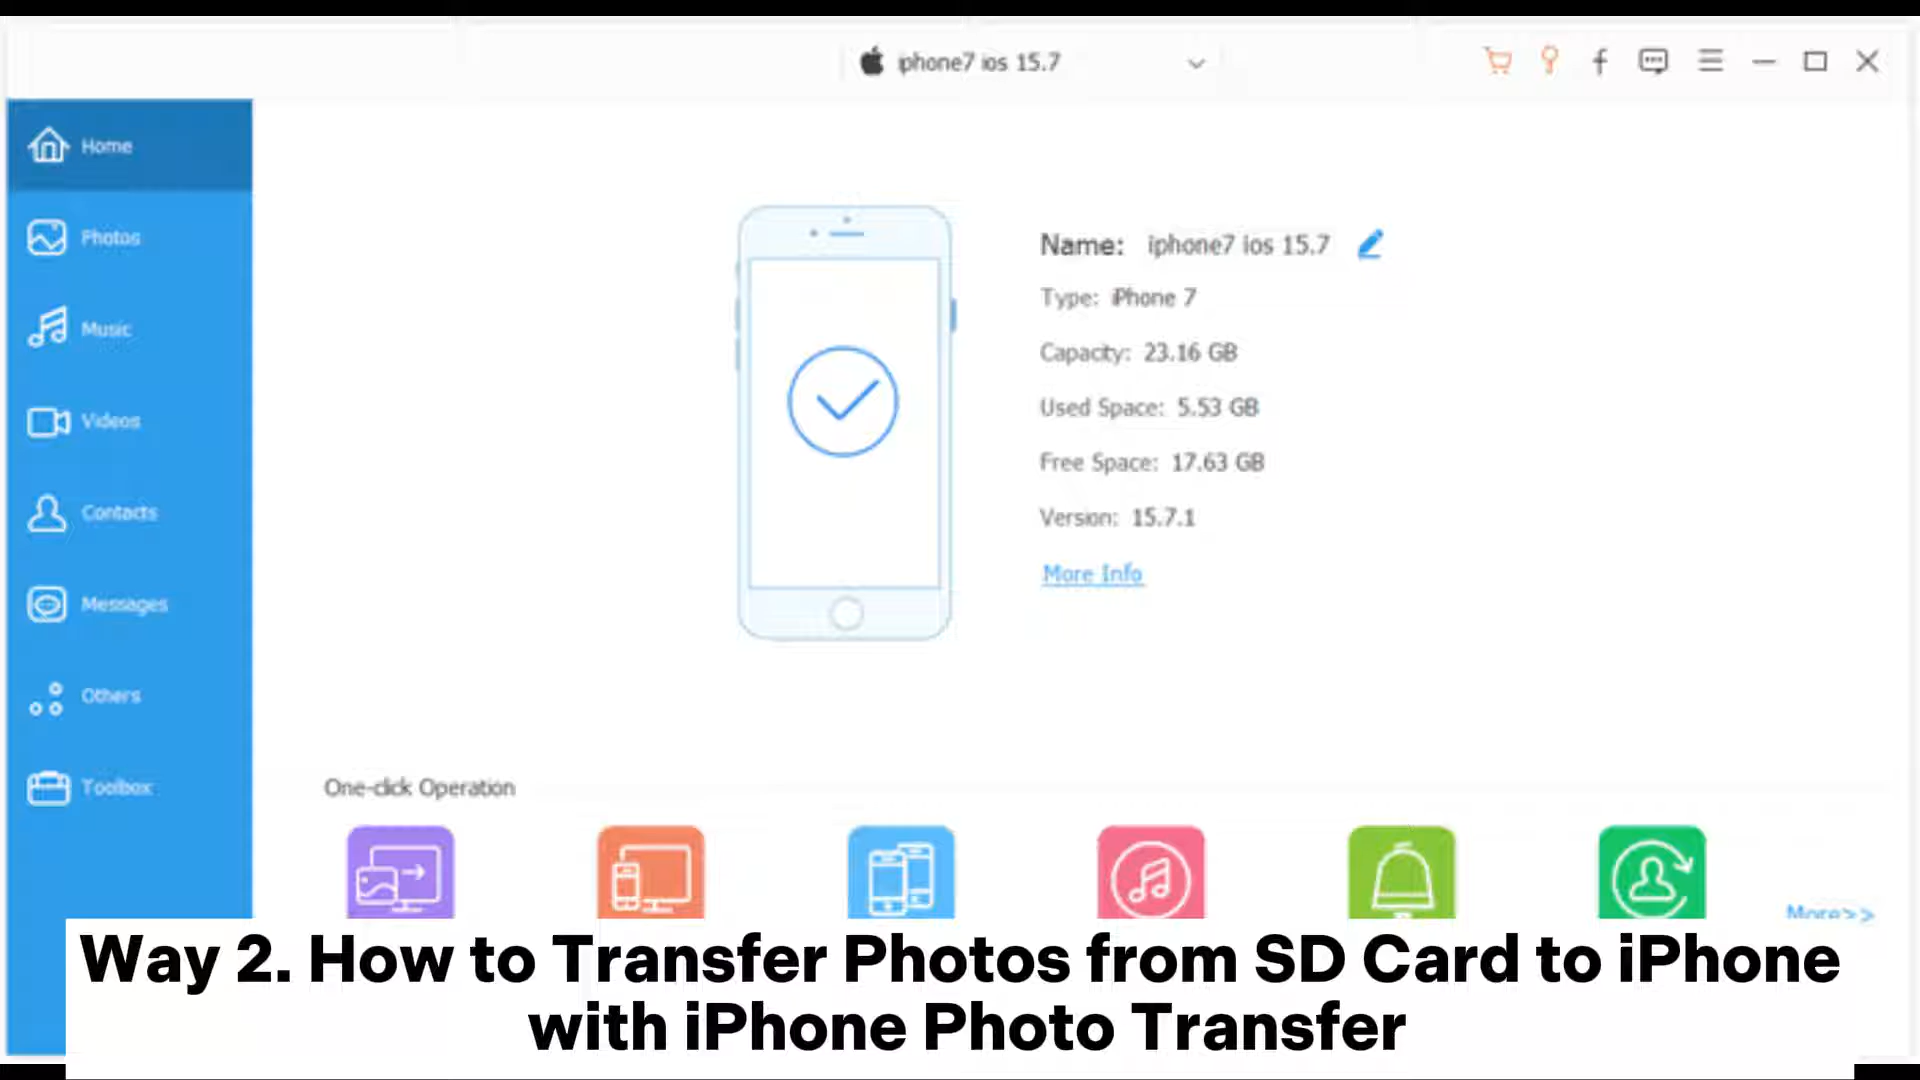 iphone7 ios 15.7
Home
Photos
Music
Videos
Contacts
Messages
Others
Toolbox
Name: iphone7 ios 15.7
Type: iPhone 7
Capacity: 23.16 GB
Used Space: 5.53 GB
Free Space: 17.63 GB
Version: 15.7.1
More Info
One-click Operation
More>>
Way 2. How to Transfer Photos from SD Card to iPhone
with iPhone Photo Transfer